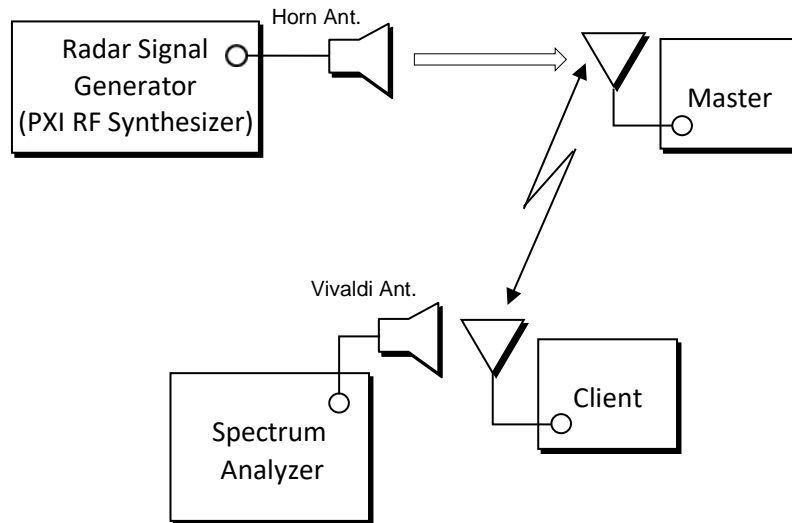 Horn Ant.
Radar Signal
Generator
(PXI RF Synthesizer)
Master
Vivaldi Ant.
Client
Spectrum
Analyzer